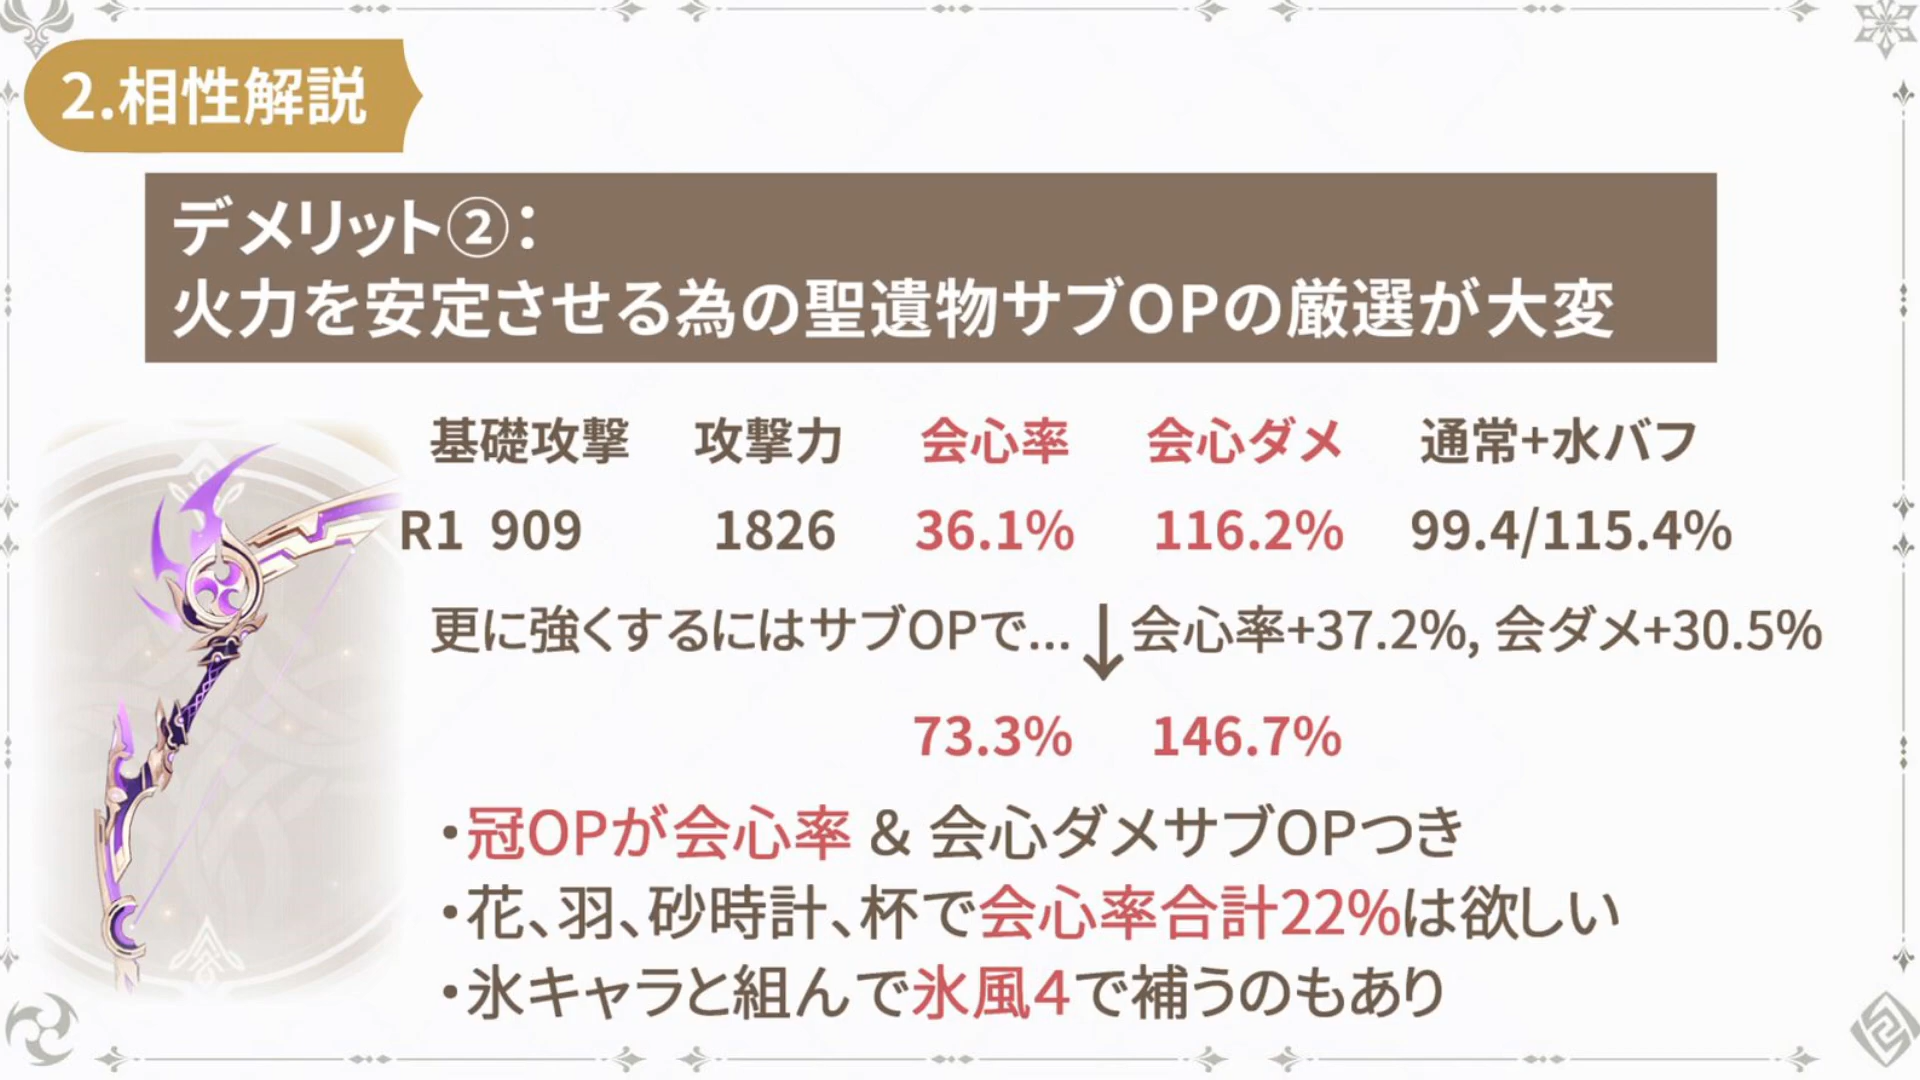 2.相性解説
デメリット②：
火力を安定させる為の聖遺物サブOPの厳選が大変
基礎攻撃 攻撃力 会心率 会心ダメ 通常+水バフ
R1 909 1826 36.1% 116.2% 99.4/115.4%
更に強くするにはサブOPで... ↓ 会心率+37.2%, 会ダメ+30.5%
73.3% 146.7%
・冠OPが会心率 & 会心ダメサブOPつき
・花、羽、砂時計、杯で会心率合計22%は欲しい
・氷キャラと組んで氷風４で補うのもあり